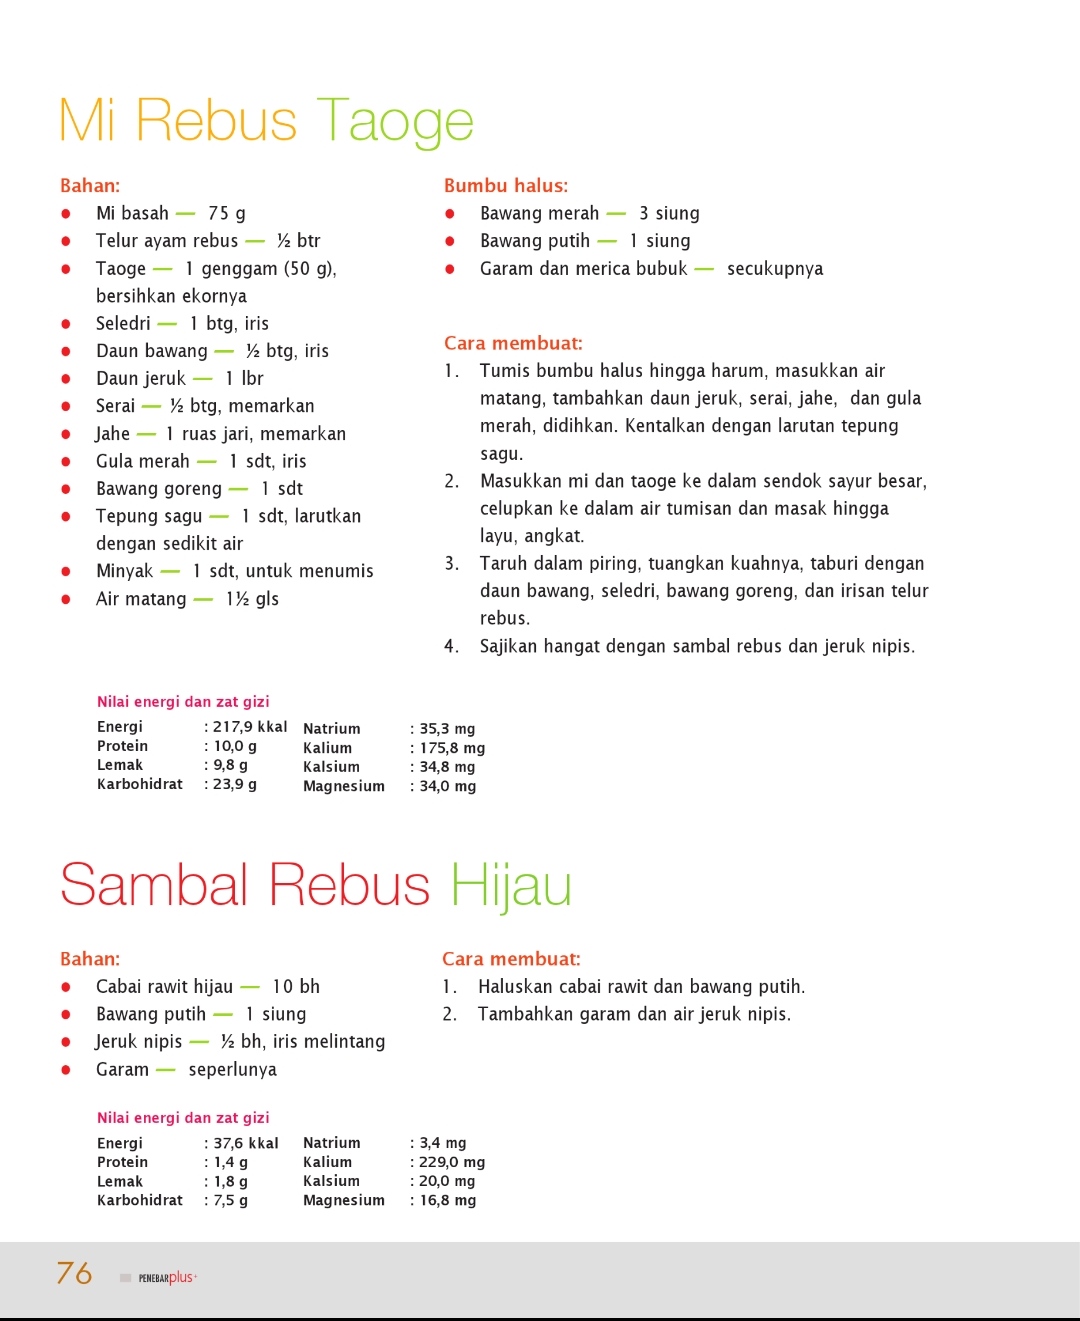 Mi Rebus Taoge
Bahan:
● Mi basah — 75 g
● Telur ayam rebus — ½ btr
● Taoge — 1 genggam (50 g),
bersihkan ekornya
● Seledri — 1 btg, iris
● Daun bawang — ½ btg, iris
● Daun jeruk — 1 lbr
● Serai — ½ btg, memarkan
● Jahe — 1 ruas jari, memarkan
● Gula merah — 1 sdt, iris
● Bawang goreng — 1 sdt
● Tepung sagu — 1 sdt, larutkan
dengan sedikit air
● Minyak — 1 sdt, untuk menumis
● Air matang — 1½ gls
Bumbu halus:
● Bawang merah — 3 siung
● Bawang putih — 1 siung
● Garam dan merica bubuk — secukupnya
Cara membuat:
1. Tumis bumbu halus hingga harum, masukkan air
matang, tambahkan daun jeruk, serai, jahe, dan gula
merah, didihkan. Kentalkan dengan larutan tepung
sagu.
2. Masukkan mi dan taoge ke dalam sendok sayur besar,
celupkan ke dalam air tumisan dan masak hingga
layu, angkat.
3. Taruh dalam piring, tuangkan kuahnya, taburi dengan
daun bawang, seledri, bawang goreng, dan irisan telur
rebus.
4. Sajikan hangat dengan sambal rebus dan jeruk nipis.
Nilai energi dan zat gizi
Energi : 217,9 kkal Natrium : 35,3 mg
Protein : 10,0 g Kalium : 175,8 mg
Lemak : 9,8 g Kalsium : 34,8 mg
Karbohidrat : 23,9 g Magnesium : 34,0 mg
Sambal Rebus Hijau
Bahan:
● Cabai rawit hijau — 10 bh
● Bawang putih — 1 siung
● Jeruk nipis — ½ bh, iris melintang
● Garam — seperlunya
Cara membuat:
1. Haluskan cabai rawit dan bawang putih.
2. Tambahkan garam dan air jeruk nipis.
Nilai energi dan zat gizi
Energi : 37,6 kkal Natrium : 3,4 mg
Protein : 1,4 g Kalium : 229,0 mg
Lemak : 1,8 g Kalsium : 20,0 mg
Karbohidrat : 7,5 g Magnesium : 16,8 mg
76 PENEBARplus+